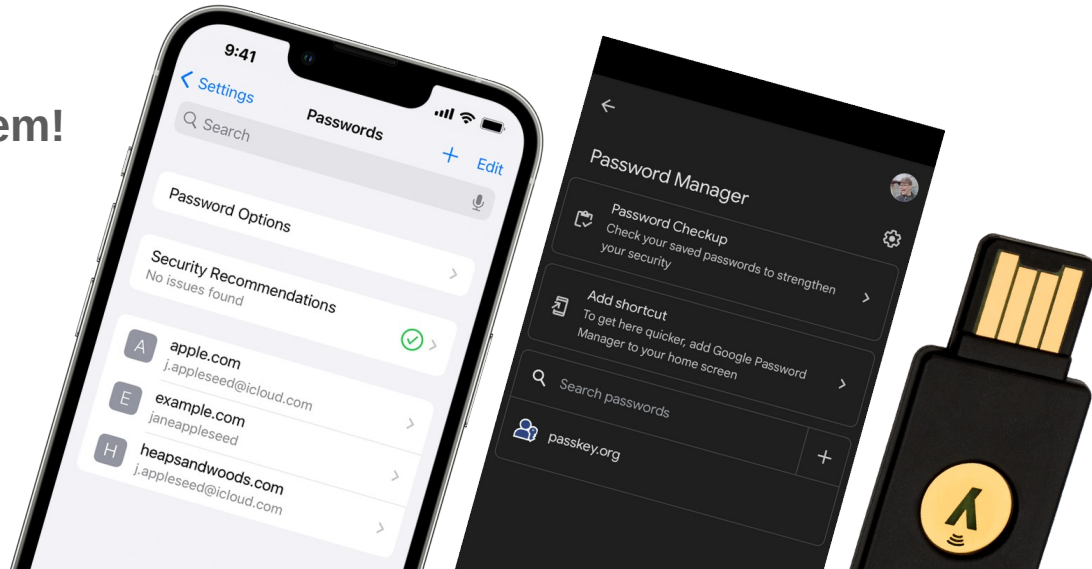 em!
9:41
Settings
Passwords
+ Edit
Search
Password Options
Security Recommendations
No issues found
A
apple.com
j.appleseed@icloud.com
E
example.com
janeappleseed
H
heapsandwoods.com
j.appleseed@icloud.com
Password Manager
Password Checkup
Check your saved passwords to strengthen
your security
Add shortcut
To get here quicker, add Google Password
Manager to your home screen
Search passwords
+
passkey.org
y